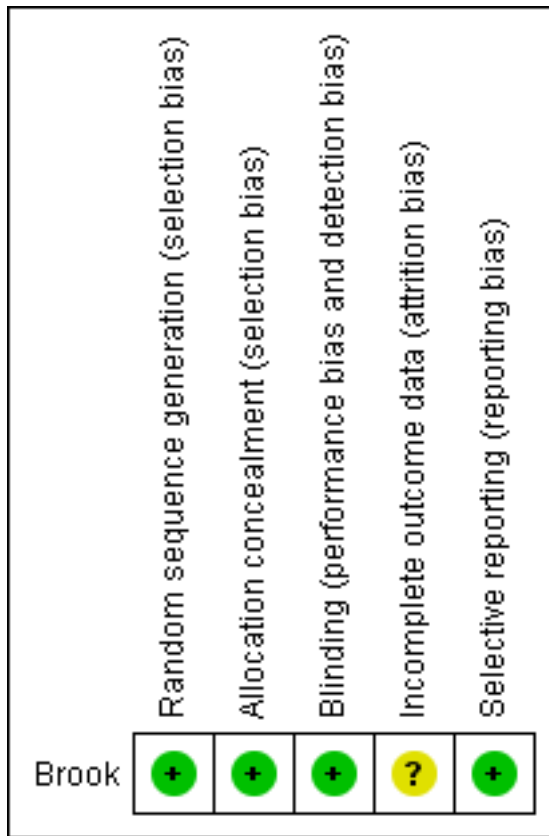 Random sequence generation (selection bias)
Allocation concealment (selection bias)
Blinding (performance bias and detection bias)
Incomplete outcome data (attrition bias)
Selective reporting (reporting bias)
Brook + + + ? +